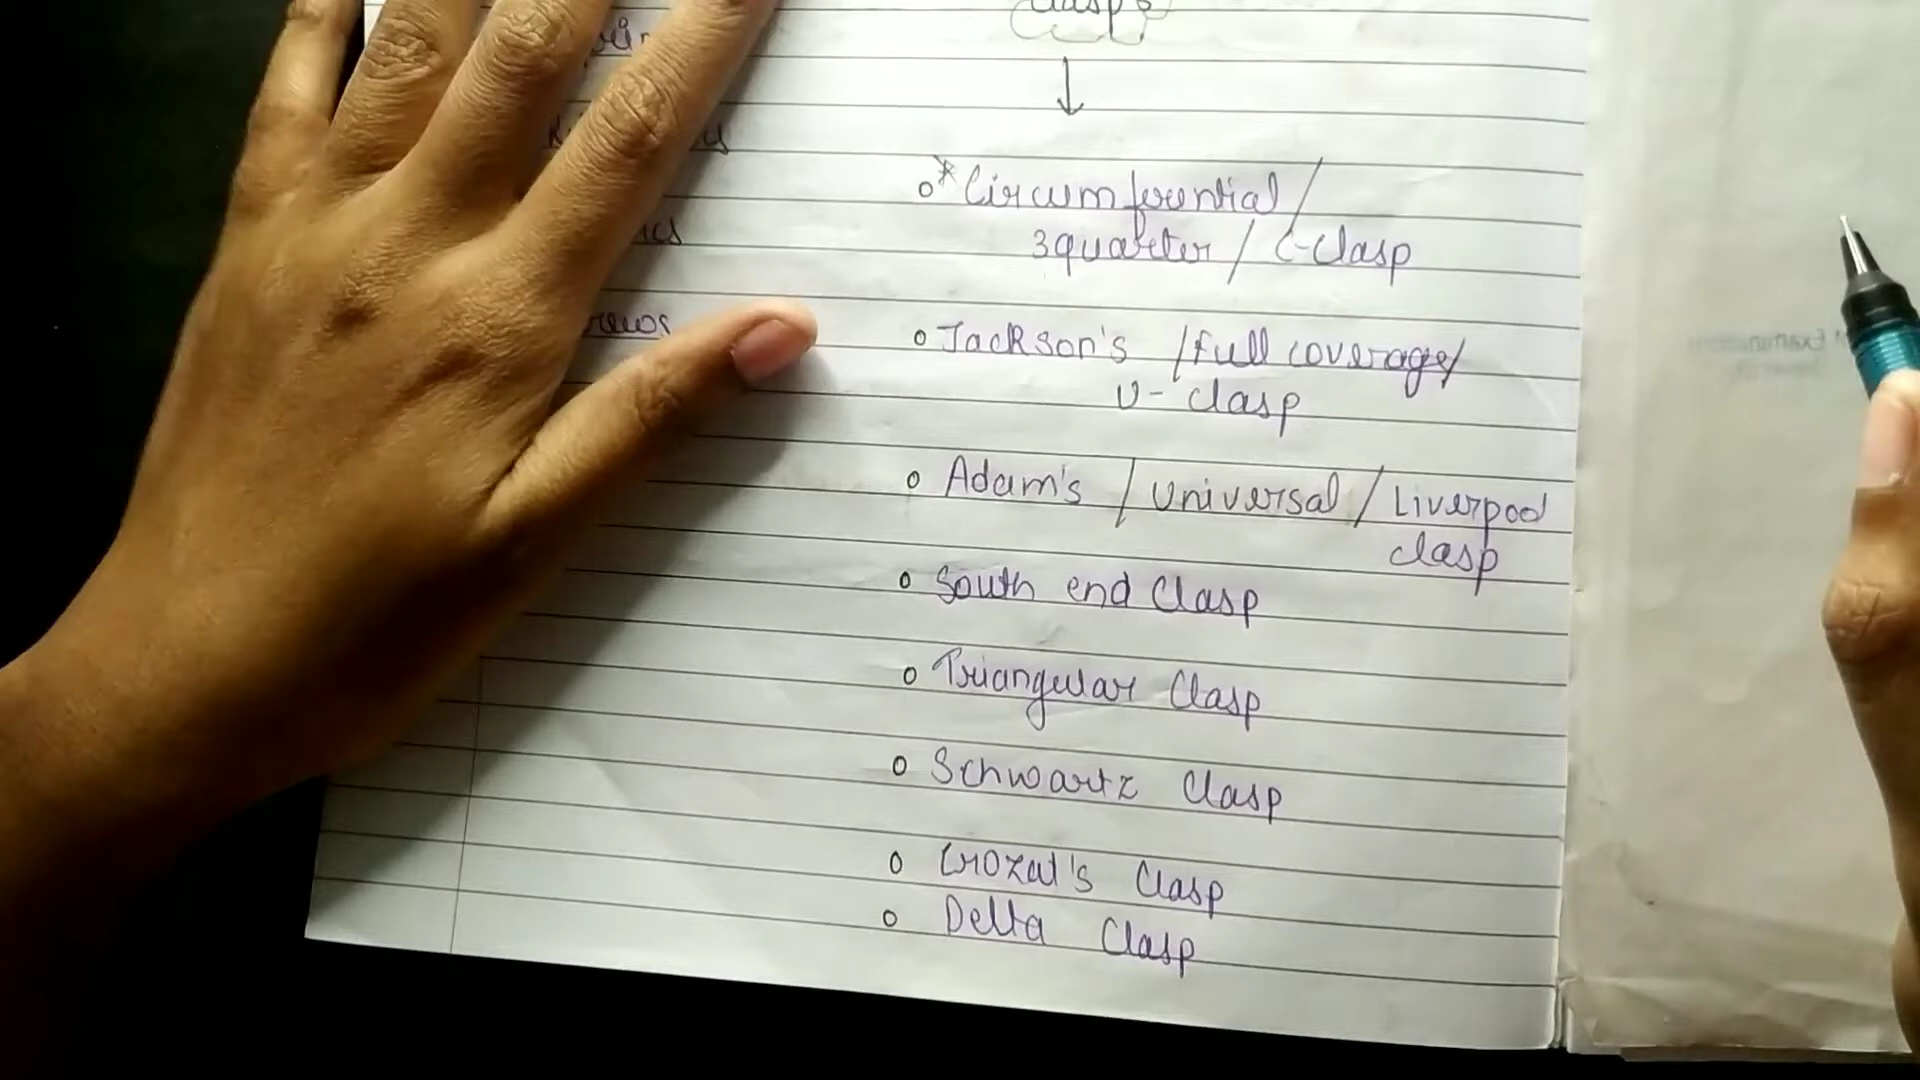 Clasps
* Circumferential /
3quarter / C-Clasp
Jackson's / Full coverage/
U- clasp
Adam's / Universal / Liverpool
clasp
South end Clasp
Triangular Clasp
Schwartz Clasp
Crozat's Clasp
Delta Clasp